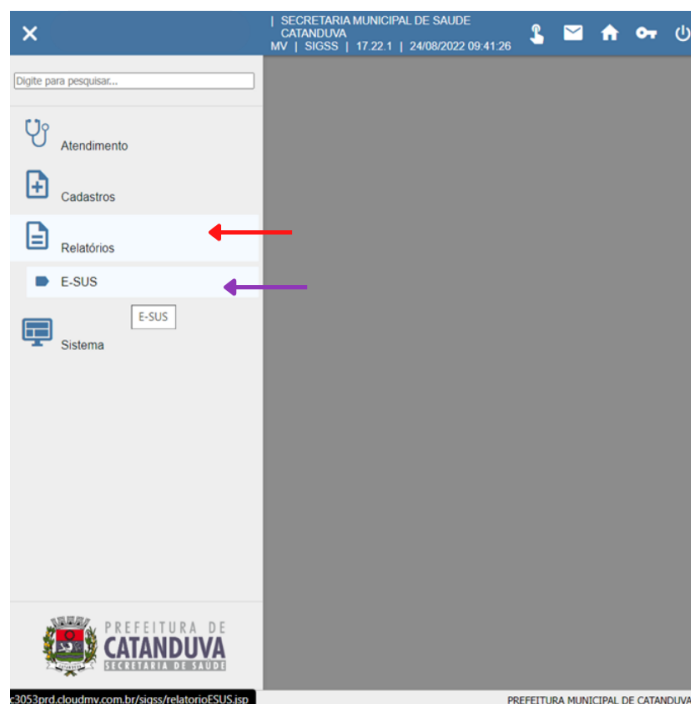 | SECRETARIA MUNICIPAL DE SAUDE
CATANDUVA
MV | SIGSS | 17.22.1 | 24/08/2022 09:41:26
Digite para pesquisar...
Atendimento
Cadastros
Relatórios
E-SUS
E-SUS
Sistema
PREFEITURA DE
CATANDUVA
SECRETARIA DE SAÚDE
c3053prd.cloudmv.com.br/sigss/relatorioESUS.jsp
PREFEITURA MUNICIPAL DE CATANDUVA